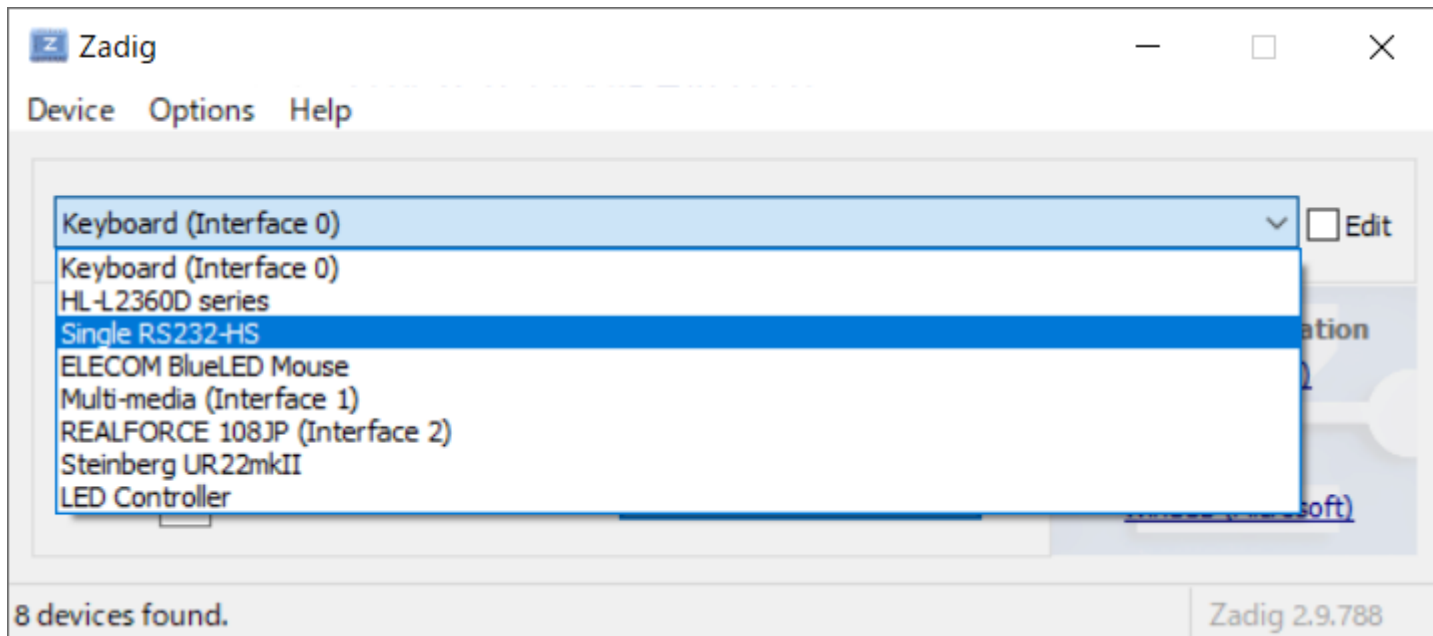 Zadig
Device Options Help
Keyboard (Interface 0) Edit
Keyboard (Interface 0)
HL-L2360D series
Single RS232-HS
ELECOM BlueLED Mouse
Multi-media (Interface 1)
REALFORCE 108JP (Interface 2)
Steinberg UR22mkII
LED Controller
8 devices found. Zadig 2.9.788